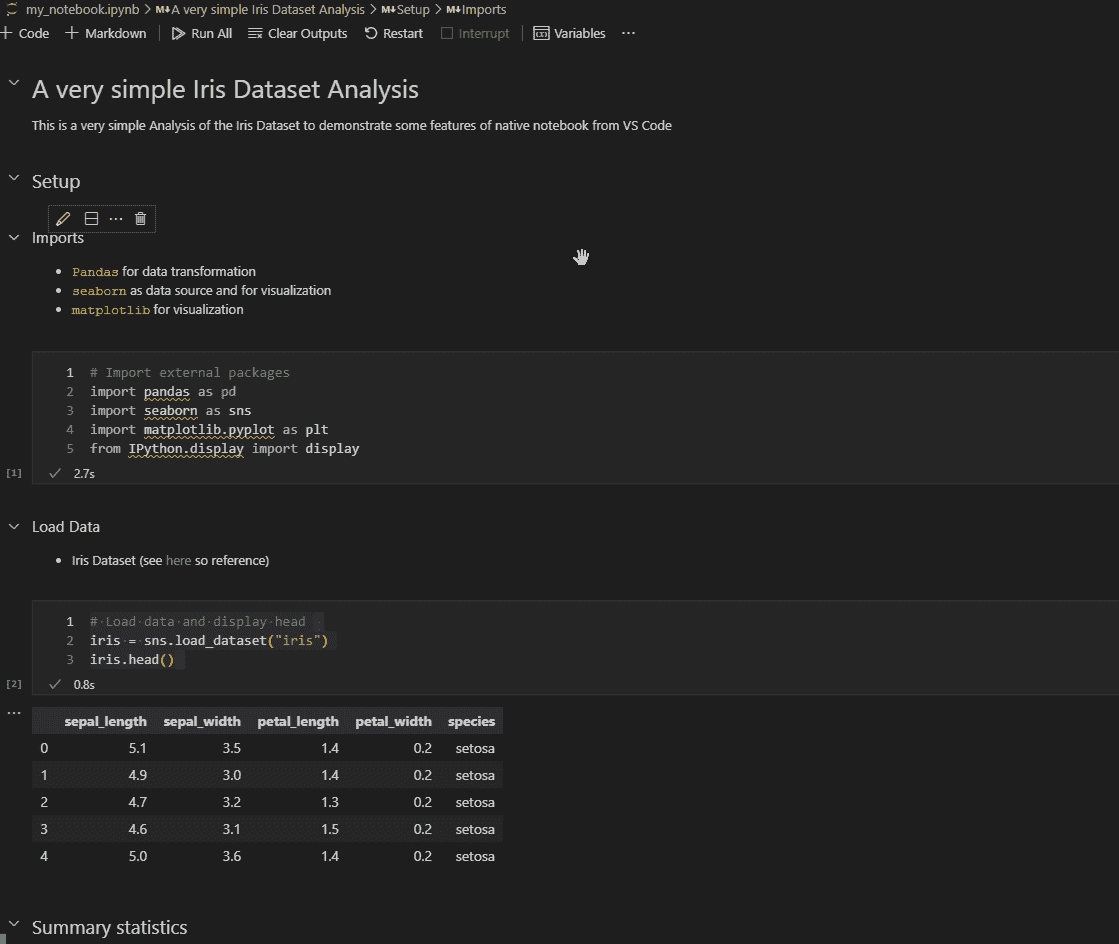 my_notebook.ipynb > M↓A very simple Iris Dataset Analysis > M↓Setup > M↓Imports
+ Code + Markdown Run All Clear Outputs Restart Interrupt Variables ...
A very simple Iris Dataset Analysis
This is a very simple Analysis of the Iris Dataset to demonstrate some features of native notebook from VS Code
Setup
Imports
• Pandas for data transformation
• seaborn as data source and for visualization
• matplotlib for visualization
1 # Import external packages
2 import pandas as pd
3 import seaborn as sns
4 import matplotlib.pyplot as plt
5 from IPython.display import display
[1] ✓ 2.7s
Load Data
• Iris Dataset (see here so reference)
1 # Load data and display head
2 iris = sns.load_dataset("iris")
3 iris.head()
[2] ✓ 0.8s
sepal_length sepal_width petal_length petal_width species
0 5.1 3.5 1.4 0.2 setosa
1 4.9 3.0 1.4 0.2 setosa
2 4.7 3.2 1.3 0.2 setosa
3 4.6 3.1 1.5 0.2 setosa
4 5.0 3.6 1.4 0.2 setosa
Summary statistics